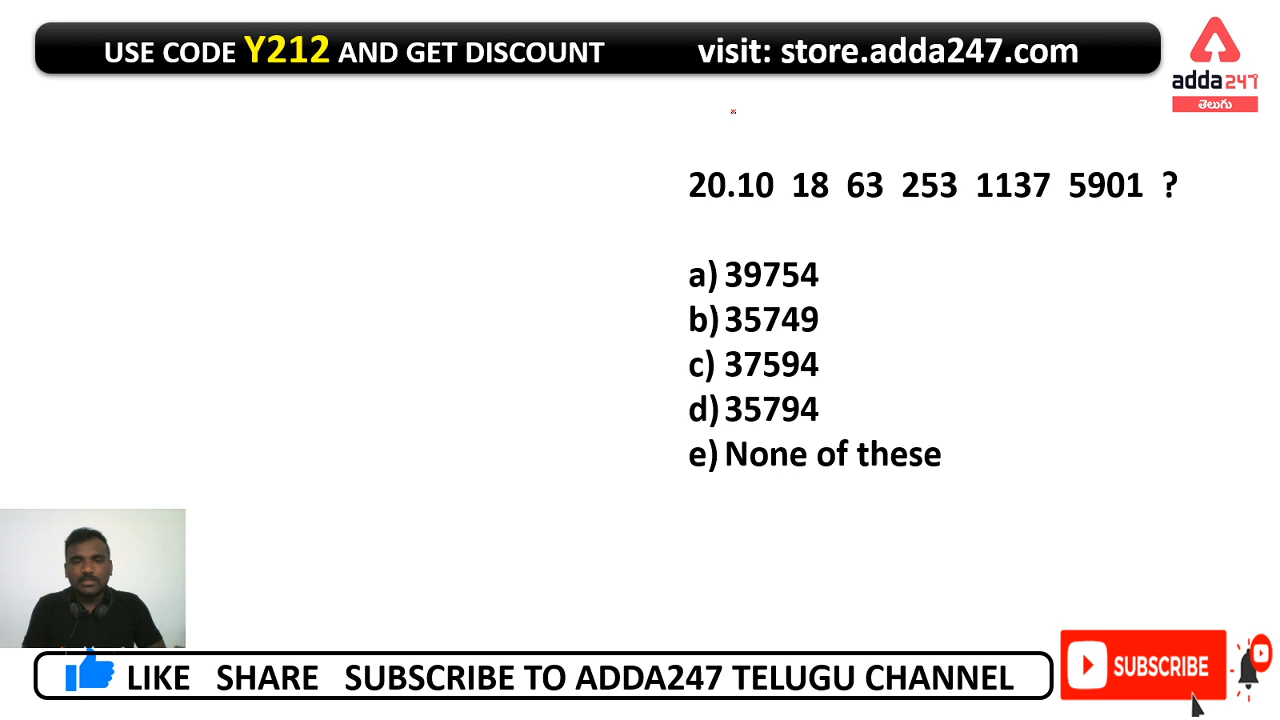 USE CODE Y212 AND GET DISCOUNT visit: store.adda247.com
adda247
తెలుగు
20.10 18 63 253 1137 5901 ?
a) 39754
b) 35749
c) 37594
d) 35794
e) None of these
LIKE SHARE SUBSCRIBE TO ADDA247 TELUGU CHANNEL
SUBSCRIBE